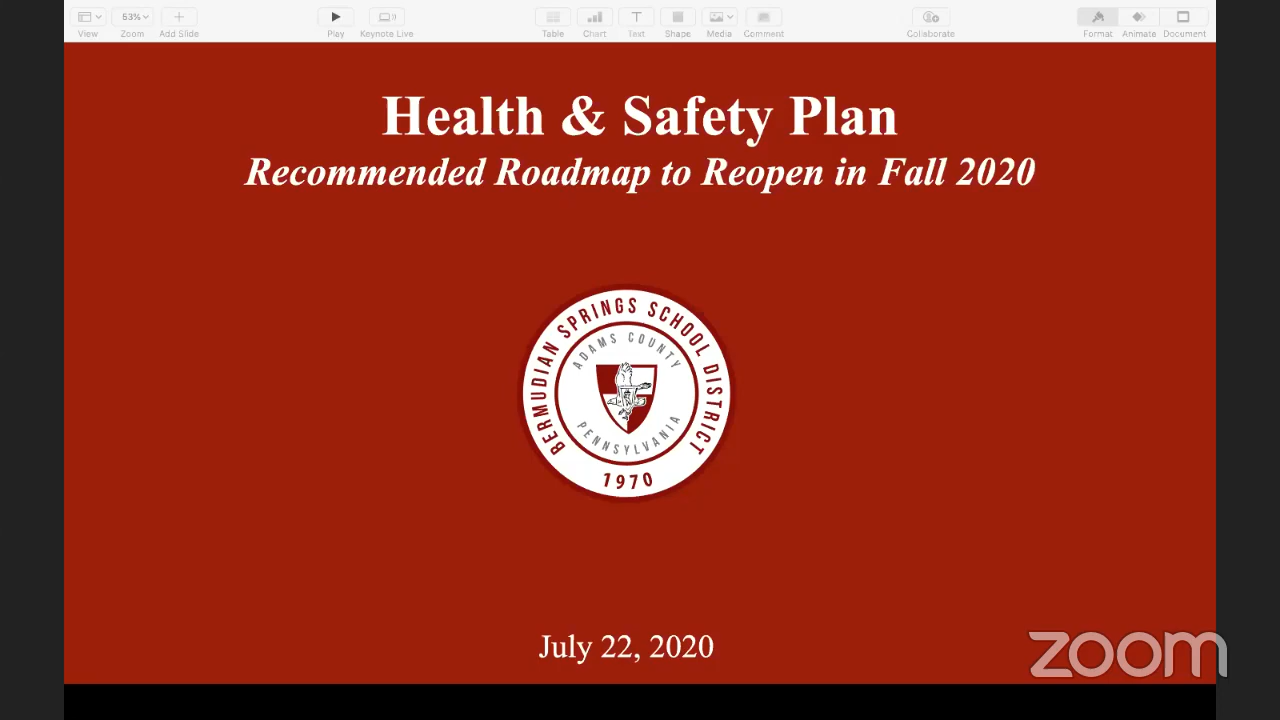 53%
View
Zoom
Add Slide
Play
Keynote Live
Table
Chart
Text
Shape
Media
Comment
Collaborate
Format
Animate
Document
Health & Safety Plan
Recommended Roadmap to Reopen in Fall 2020
BERMUDIAN SPRINGS SCHOOL DISTRICT
ADAMS COUNTY
PENNSYLVANIA
1970
July 22, 2020
zoom